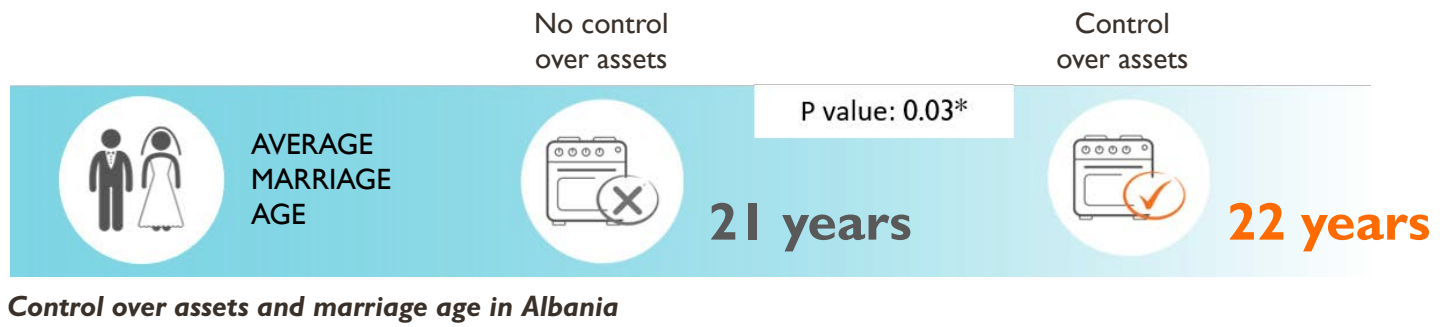 No control
over assets
Control
over assets
P value: 0.03*
AVERAGE
MARRIAGE
AGE
21 years
22 years
Control over assets and marriage age in Albania